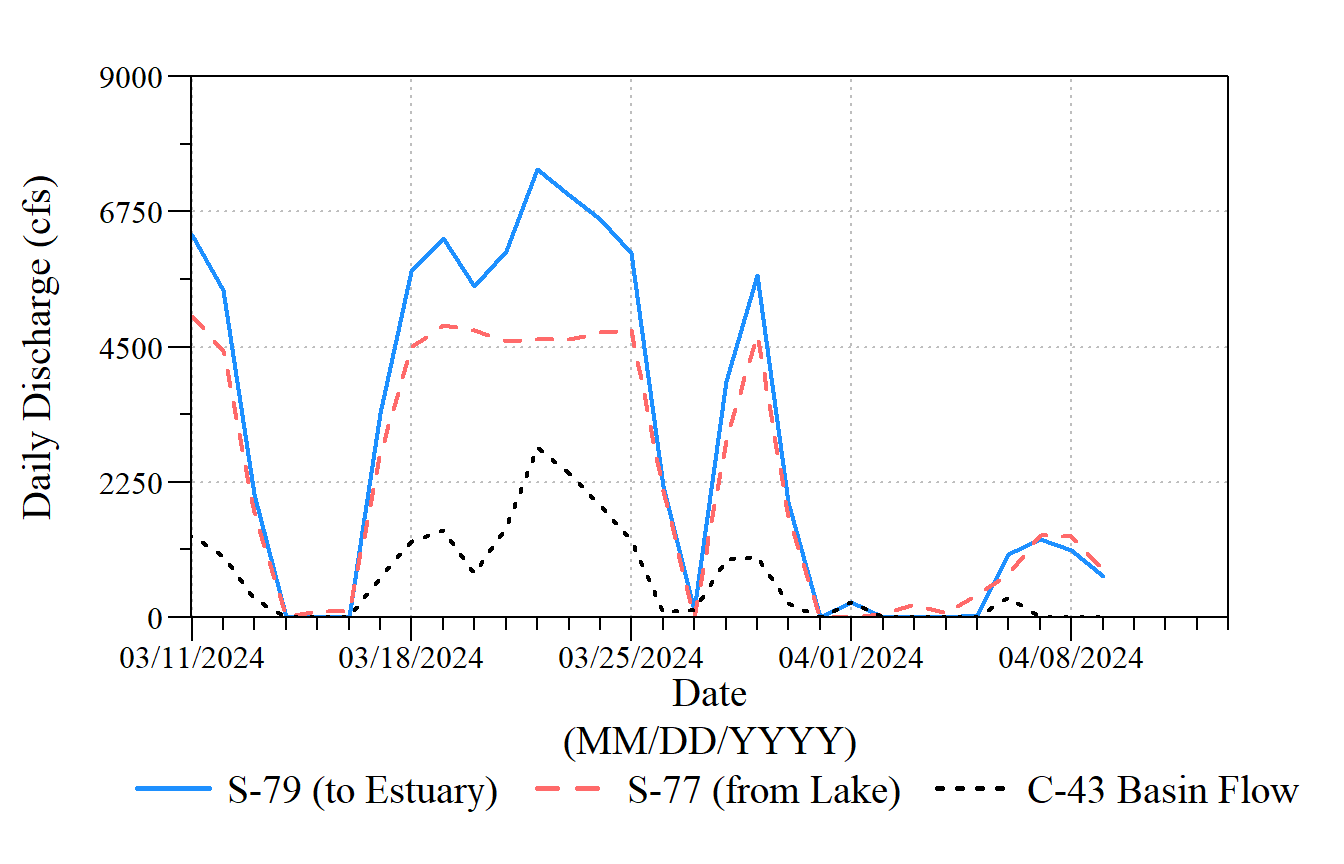 Daily Discharge (cfs)
9000
6750
4500
2250
0
03/11/2024 03/18/2024 03/25/2024 04/01/2024 04/08/2024
Date
(MM/DD/YYYY)
S-79 (to Estuary) S-77 (from Lake) C-43 Basin Flow